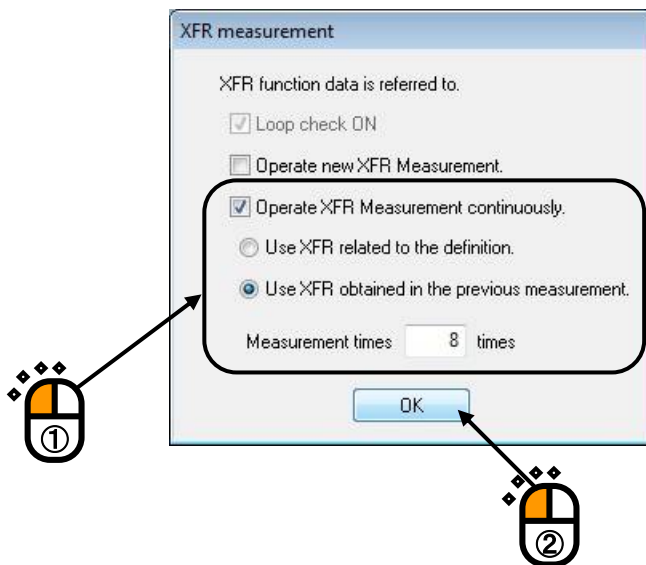 XFR measurement
XFR function data is referred to.
Loop check ON
Operate new XFR Measurement.
Operate XFR Measurement continuously.
Use XFR related to the definition.
Use XFR obtained in the previous measurement.
Measurement times 8 times
OK
①
②